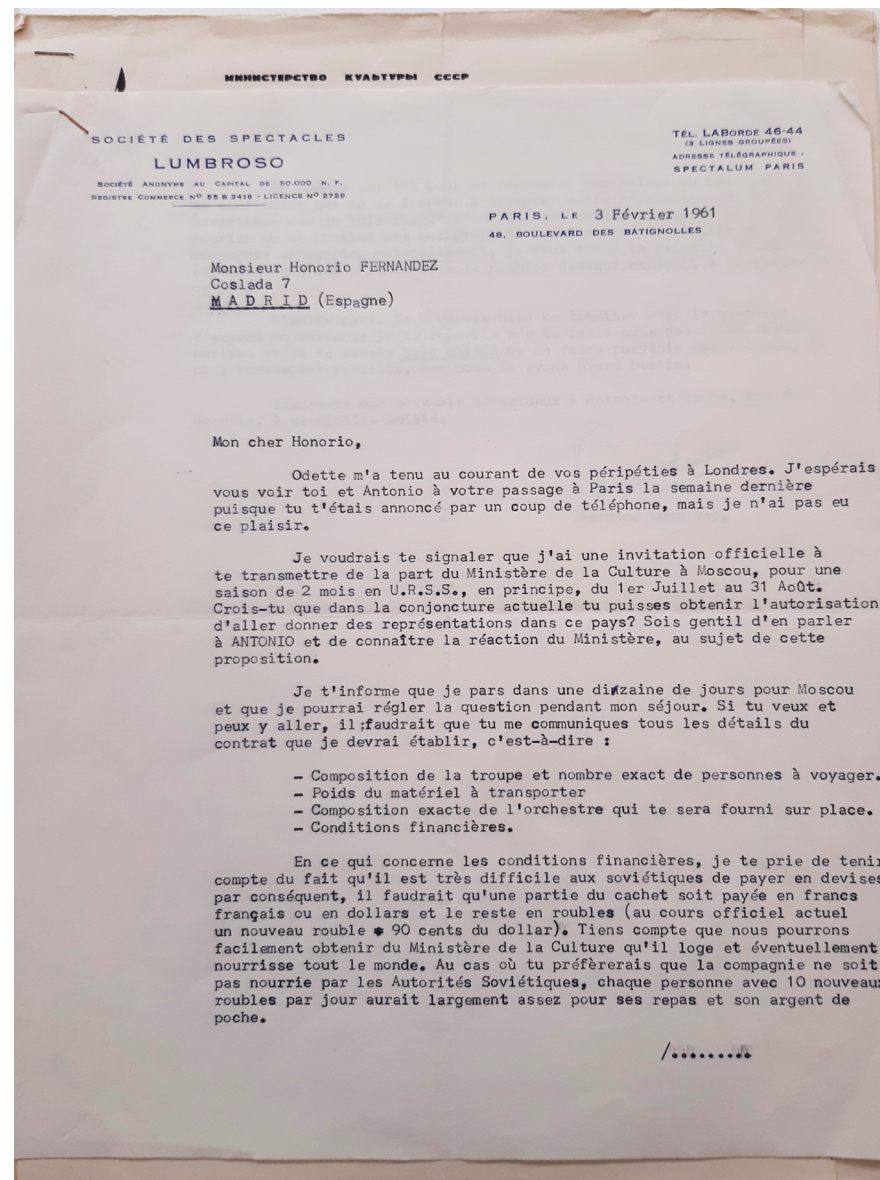 МИНИСТЕРСТВО КУЛЬТУРЫ СССР
SOCIÉTÉ DES SPECTACLES
LUMBROSO
SOCIÉTÉ ANONYME AU CAPITAL DE 50.000 N. F.
REGISTRE COMMERCE Nº 55 B 3416 - LICENCE Nº 2729
TÉL. LABORDE 46-44
(3 LIGNES GROUPÉES)
ADRESSE TÉLÉGRAPHIQUE :
SPECTALUM PARIS
PARIS, LE 3 Février 1961
48, BOULEVARD DES BATIGNOLLES
Monsieur Honorio FERNANDEZ
Coslada 7
M A D R I D (Espagne)
Mon cher Honorio,
Odette m'a tenu au courant de vos péripéties à Londres. J'espérais
vous voir toi et Antonio à votre passage à Paris la semaine dernière
puisque tu t'étais annoncé par un coup de téléphone, mais je n'ai pas eu
ce plaisir.
Je voudrais te signaler que j'ai une invitation officielle à
te transmettre de la part du Ministère de la Culture à Moscou, pour une
saison de 2 mois en U.R.S.S., en principe, du 1er Juillet au 31 Août.
Crois-tu que dans la conjoncture actuelle tu puisses obtenir l'autorisation
d'aller donner des représentations dans ce pays? Sois gentil d'en parler
à ANTONIO et de connaître la réaction du Ministère, au sujet de cette
proposition.
Je t'informe que je pars dans une dizaine de jours pour Moscou
et que je pourrai régler la question pendant mon séjour. Si tu veux et
peux y aller, il ;faudrait que tu me communiques tous les détails du
contrat que je devrai établir, c'est-à-dire :
- Composition de la troupe et nombre exact de personnes à voyager.
- Poids du matériel à transporter
- Composition exacte de l'orchestre qui te sera fourni sur place.
- Conditions financières.
En ce qui concerne les conditions financières, je te prie de teni
compte du fait qu'il est très difficile aux soviétiques de payer en devises
par conséquent, il faudrait qu'une partie du cachet soit payée en francs
français ou en dollars et le reste en roubles (au cours officiel actuel
un nouveau rouble = 90 cents du dollar). Tiens compte que nous pourrons
facilement obtenir du Ministère de la Culture qu'il loge et éventuellement
nourrisse tout le monde. Au cas où tu préfèrerais que la compagnie ne soit
pas nourrie par les Autorités Soviétiques, chaque personne avec 10 nouveau
roubles par jour aurait largement assez pour ses repas et son argent de
poche.
/.........